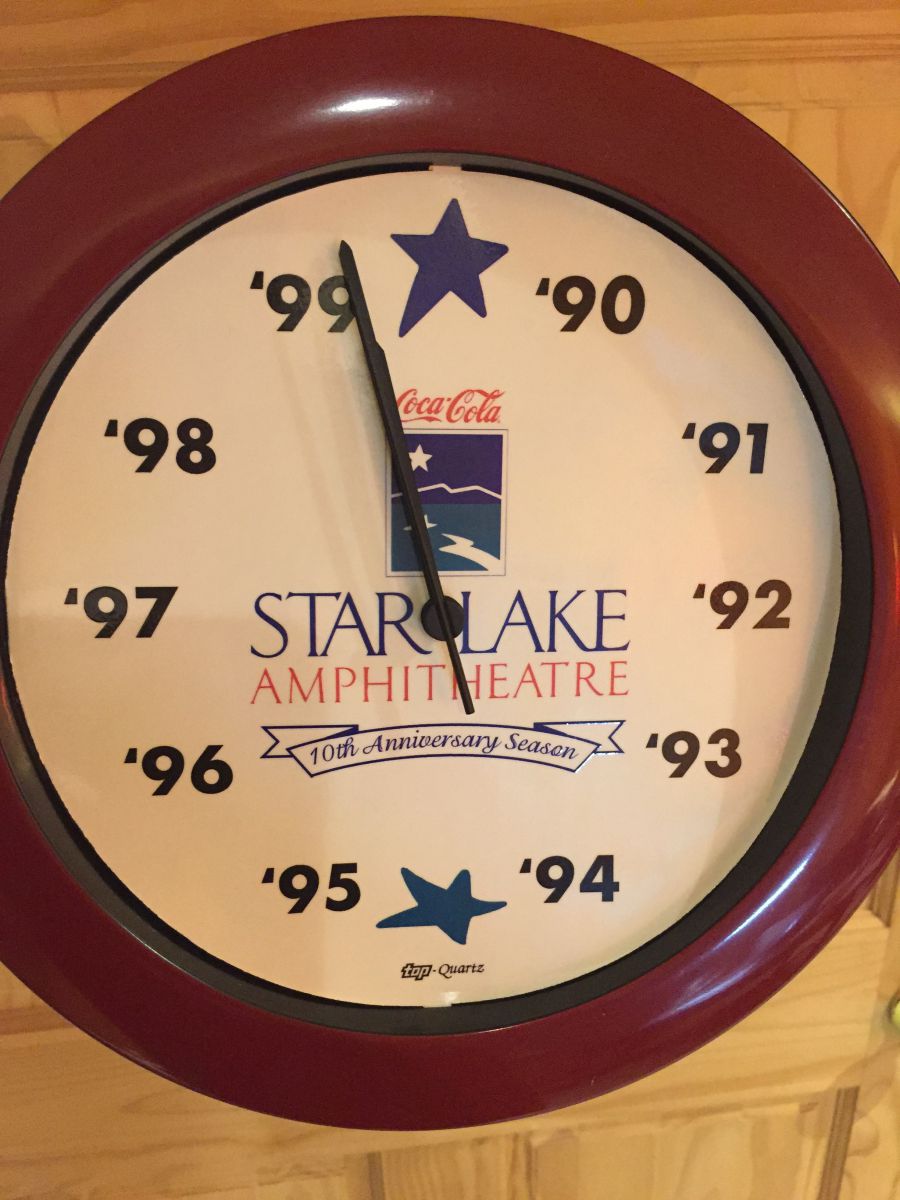 '99 '90
Coca-Cola
'98 '91
STAR LAKE
'97 '92
AMPHITHEATRE
10th Anniversary Season
'96 '93
'95 '94
top-Quartz